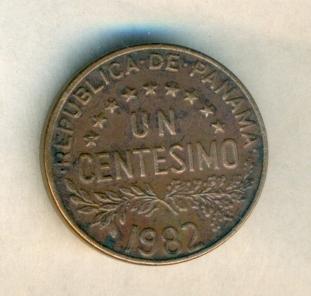 REPUBLICA·DE·PANAMA
UN
CENTESIMO
1982